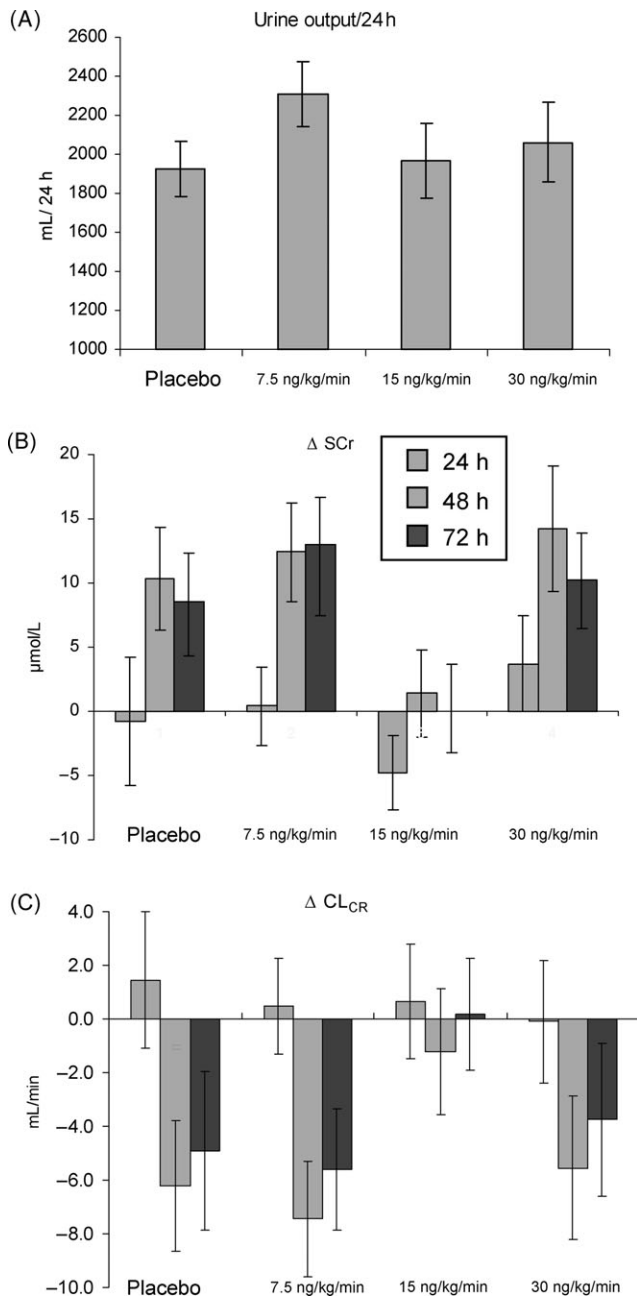 (A)
Urine output/24 h
2600
2400
2200
2000
1800
1600
1400
1200
1000
mL/ 24 h
Placebo 7.5 ng/kg/min 15 ng/kg/min 30 ng/kg/min
(B)
Δ SCr
24 h
48 h
72 h
20
15
10
5
0
–5
–10
µmol/L
1 2 4
Placebo 7.5 ng/kg/min 15 ng/kg/min 30 ng/kg/min
(C)
Δ CLCR
4.0
2.0
0.0
–2.0
–4.0
–6.0
–8.0
–10.0
mL/min
Placebo 7.5 ng/kg/min 15 ng/kg/min 30 ng/kg/min